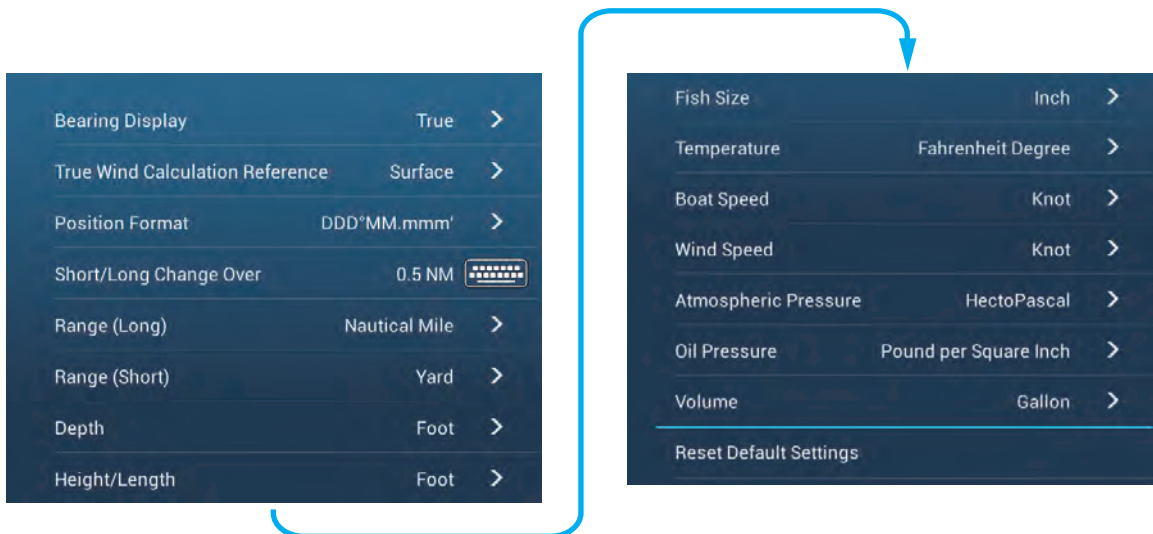 Bearing Display True
True Wind Calculation Reference Surface
Position Format DDD°MM.mmm'
Short/Long Change Over 0.5 NM
Range (Long) Nautical Mile
Range (Short) Yard
Depth Foot
Height/Length Foot
Fish Size Inch
Temperature Fahrenheit Degree
Boat Speed Knot
Wind Speed Knot
Atmospheric Pressure HectoPascal
Oil Pressure Pound per Square Inch
Volume Gallon
Reset Default Settings